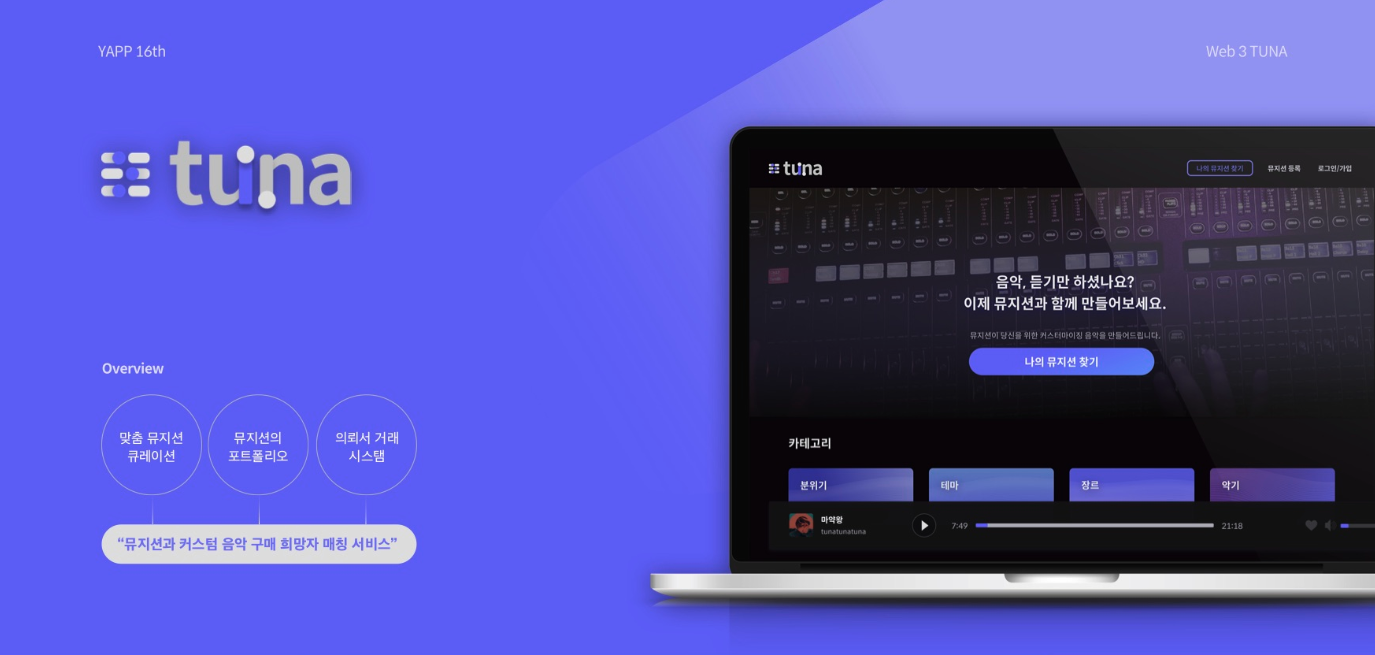 YAPP 16th
Web 3 TUNA
tuna
Overview
맞춤 뮤지션
큐레이션
뮤지션의
포트폴리오
의뢰서 거래
시스탬
“뮤지션과 커스텀 음악 구매 희망자 매칭 서비스”
tuna
나의 뮤지션 찾기
뮤지션 등록
로그인/가입
음악, 듣기만 하셨나요?
이제 뮤지션과 함께 만들어보세요.
뮤지션이 당신을 위한 커스터마이징 음악을 만들어드립니다.
나의 뮤지션 찾기
카테고리
분위기
테마
장르
악기
마약왕
tunatunatuna
7:49
21:18